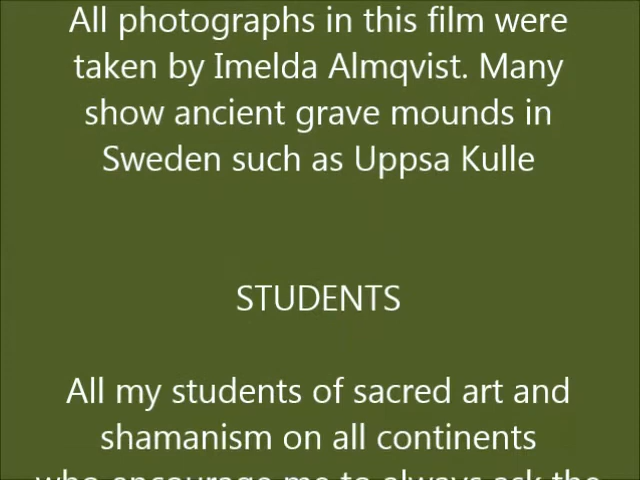 All photographs in this film were
taken by Imelda Almqvist. Many
show ancient grave mounds in
Sweden such as Uppsa Kulle
STUDENTS
All my students of sacred art and
shamanism on all continents
who encourage me to always ask the